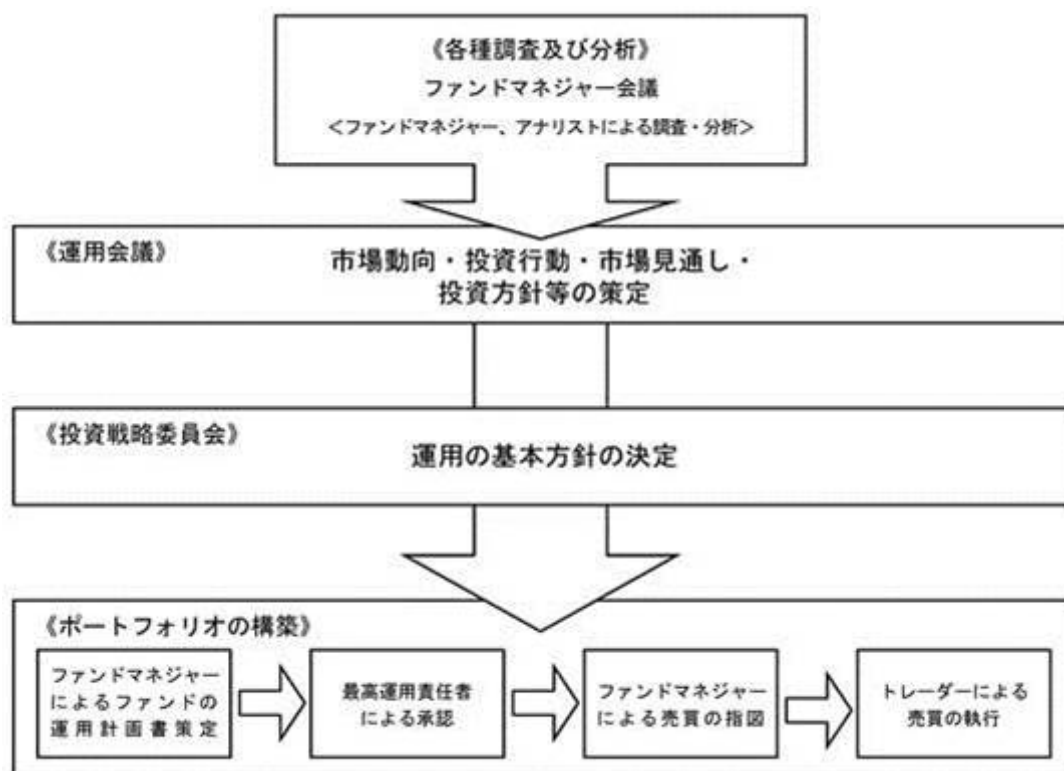 《各種調査及び分析》
ファンドマネジャー会議
<ファンドマネジャー、アナリストによる調査・分析>
《運用会議》
市場動向・投資行動・市場見通し・
投資方針等の策定
《投資戦略委員会》
運用の基本方針の決定
《ポートフォリオの構築》
ファンドマネジャー
によるファンドの
運用計画書策定
最高運用責任者
による承認
ファンドマネジャー
による売買の指図
トレーダーによる
売買の執行